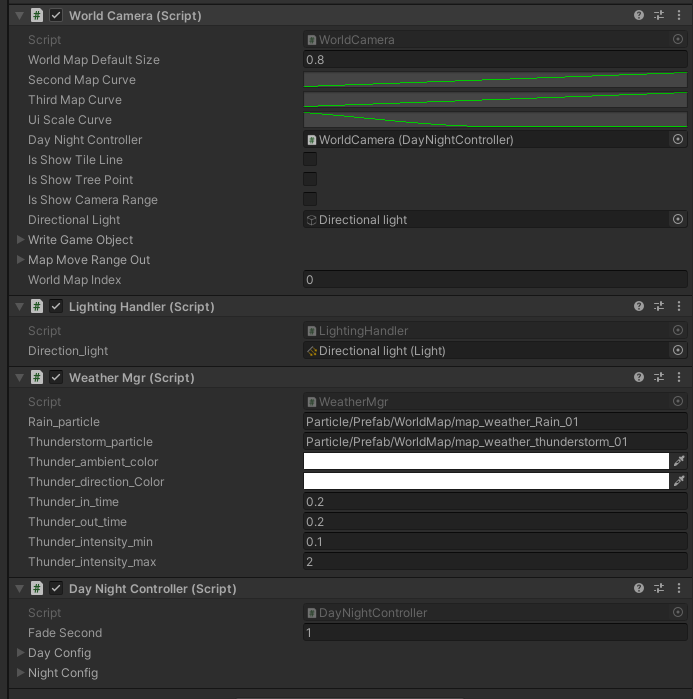 World Camera (Script)
Script WorldCamera
World Map Default Size 0.8
Second Map Curve
Third Map Curve
Ui Scale Curve
Day Night Controller WorldCamera (DayNightController)
Is Show Tile Line
Is Show Tree Point
Is Show Camera Range
Directional Light Directional light
Write Game Object
Map Move Range Out
World Map Index 0
Lighting Handler (Script)
Script LightingHandler
Direction_light Directional light (Light)
Weather Mgr (Script)
Script WeatherMgr
Rain_particle Particle/Prefab/WorldMap/map_weather_Rain_01
Thunderstorm_particle Particle/Prefab/WorldMap/map_weather_thunderstorm_01
Thunder_ambient_color
Thunder_direction_Color
Thunder_in_time 0.2
Thunder_out_time 0.2
Thunder_intensity_min 0.1
Thunder_intensity_max 2
Day Night Controller (Script)
Script DayNightController
Fade Second 1
Day Config
Night Config